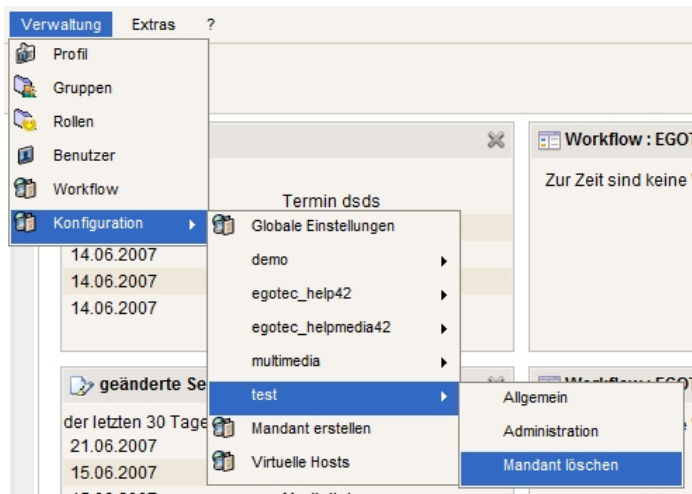 Verwaltung Extras ?
Profil
Gruppen
Rollen
Benutzer
Workflow
Konfiguration
Globale Einstellungen
demo
egotec_help42
egotec_helpmedia42
multimedia
test
Mandant erstellen
Virtuelle Hosts
Allgemein
Administration
Mandant löschen
Termin dsds
14.06.2007
14.06.2007
14.06.2007
Workflow : EGOT
Zur Zeit sind keine
geänderte Se
der letzten 30 Tage
21.06.2007
15.06.2007